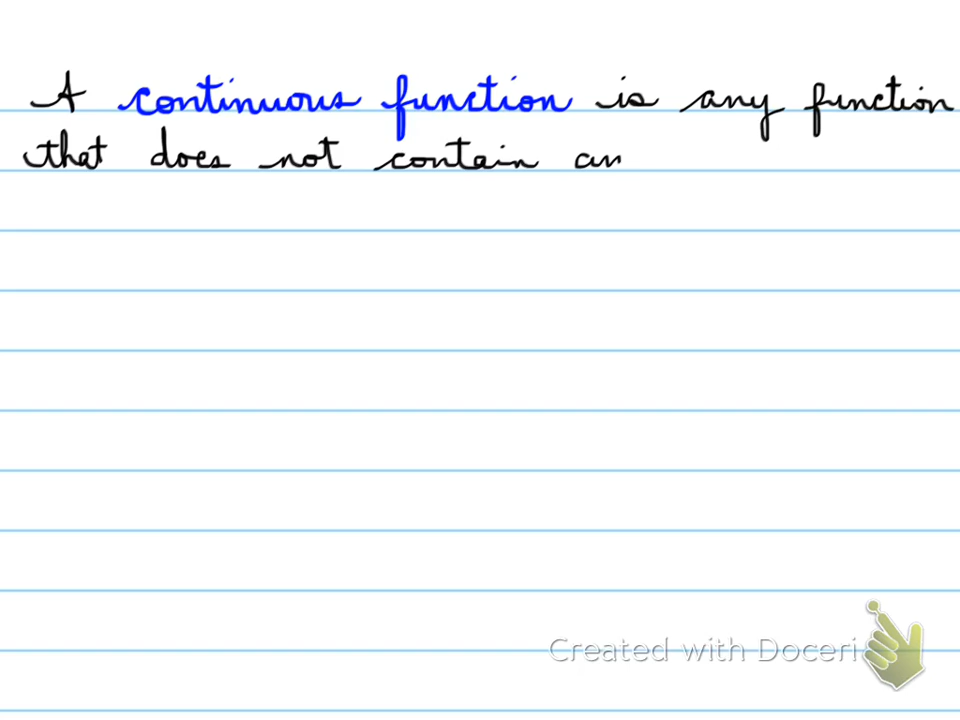 A continuous function is any function
that does not contain an
Created with Doceri